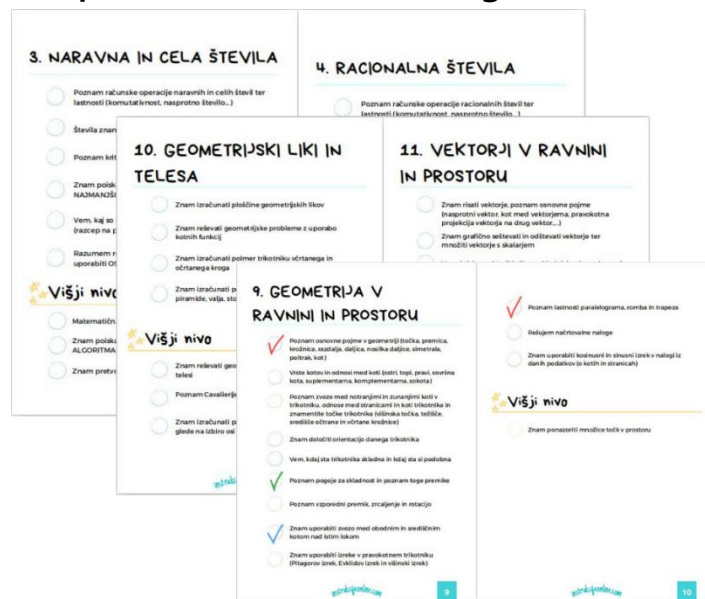 3. NARAVNA IN CELA ŠTEVILA
Poznam računske operacije naravnih in celih števil ter
lastnosti (komutativnost, nasprotno število...)
Števila znam
Poznam krit
Znam poisk
NAJMANJŠI
Vem, kaj so
(razcep na p
Razumem r
uporabiti OS
Višji nivo
Matematičn
Znam poisku
ALGORITMA
Znam pretvo
4. RACIONALNA ŠTEVILA
Poznam računske operacije racionalnih števil ter
lastnosti (komutativnost, nasprotno število...)
10. GEOMETRIJSKI LIKI IN
TELESA
Znam izračunati ploščine geometrijskih likov
Znam reševati geometrijske probleme z uporabo
kotnih funkcij
Znam izračunati polmer trikotniku včrtanega in
očrtanega kroga
Znam izračunati p
piramide, valja, sto
Višji nivo
Znam reševati geo
telesi
Poznam Cavalierije
Znam izračunati p
glede na izbiro osi
11. VEKTORJI V RAVNINI
IN PROSTORU
Znam risati vektorje, poznam osnovne pojme
(nasprotni vektor, kot med vektorjema, pravokotna
projekcija vektorja na drug vektor,...)
Znam grafično seštevati in odštevati vektorje ter
množiti vektorje s skalarjem
9. GEOMETRIJA V
RAVNINI IN PROSTORU
Poznam osnovne pojme v geometriji (točka, premica,
krožnica, razdalja, daljica, nosilka daljice, simetrala,
poltrak, kot)
Vrste kotov in odnosi med koti (ostri, topi, pravi, sovršna
kota, suplementarna, komplementarna, sokota)
Poznam zveze med notranjimi in zunanjimi koti v
trikotniku, odnose med stranicami in koti trikotnika in
znamenite točke trikotnika (višinska točka, težišče,
središče očrtane in včrtane krožnice)
Znam določiti orientacijo danega trikotnika
Vem, kdaj sta trikotnika skladna in kdaj sta si podobna
Poznam pogoje za skladnost in poznam toge premike
Poznam vzporedni premik, zrcaljenje in rotacijo
Znam uporabiti zvezo med obodnim in središčnim
kotom nad istim lokom
Znam uporabiti izreke v pravokotnem trikotniku
(Pitagorov izrek, Evklidov izrek in višinski izrek)
instrukcijeonline.com
9
Poznam lastnosti paralelograma, romba in trapeza
Rešujem načrtovalne naloge
Znam uporabiti kosinusni in sinusni izrek v nalogi iz
danih podatkov (o kotih in stranicah)
Višji nivo
Znam ponazoriti množice točk v prostoru
instrukcijeonline.com
10